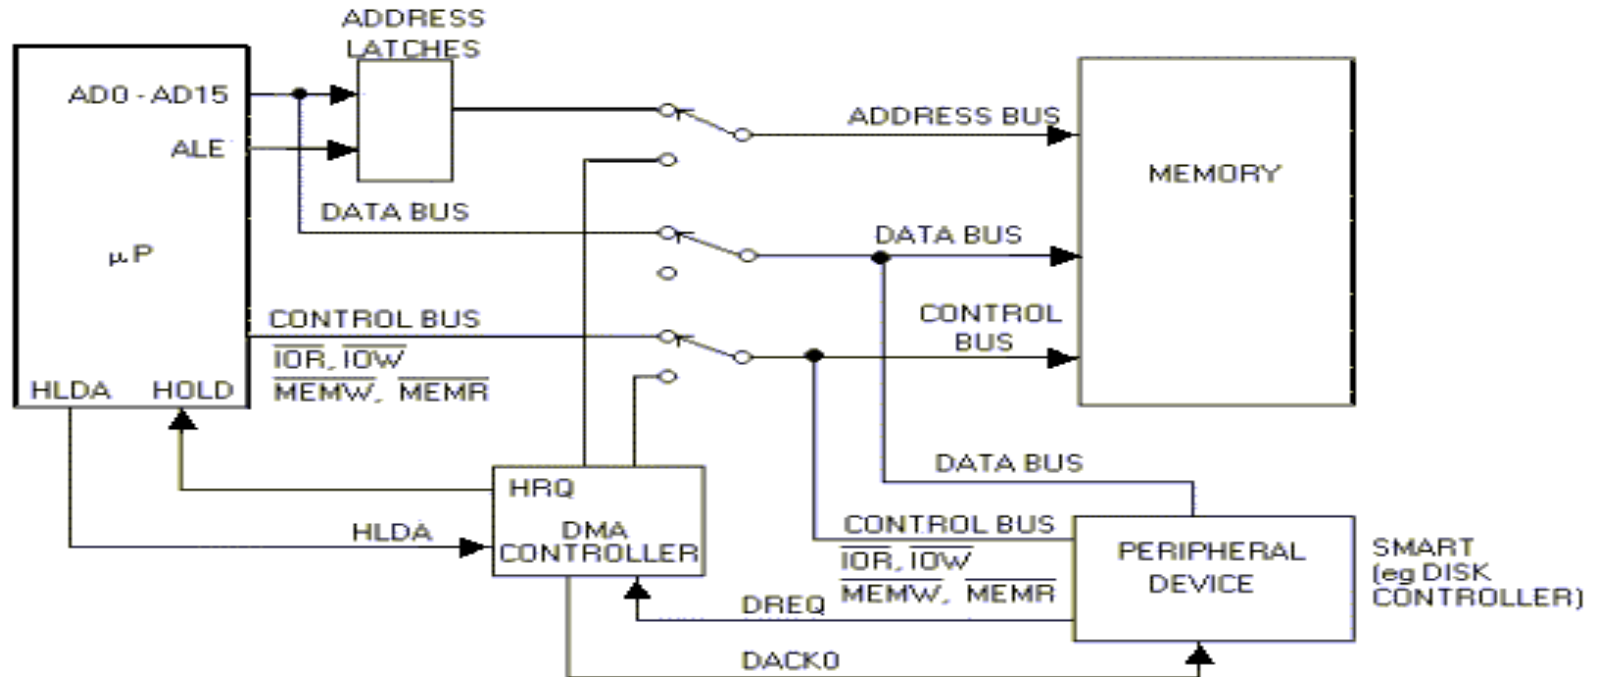 ADDRESS
LATCHES
AD0 - AD15
ALE
ADDRESS BUS
MEMORY
DATA BUS
DATA BUS
μP
CONTROL BUS
CONTROL
BUS
IOR, IOW
MEMW, MEMR
HLDA HOLD
DATA BUS
HRQ
DMA
CONTROLLER
HLDA
CONTROL BUS
IOR, IOW
MEMW, MEMR
PERIPHERAL
DEVICE
SMART
(eg DISK
CONTROLLER)
DREQ
DACK0